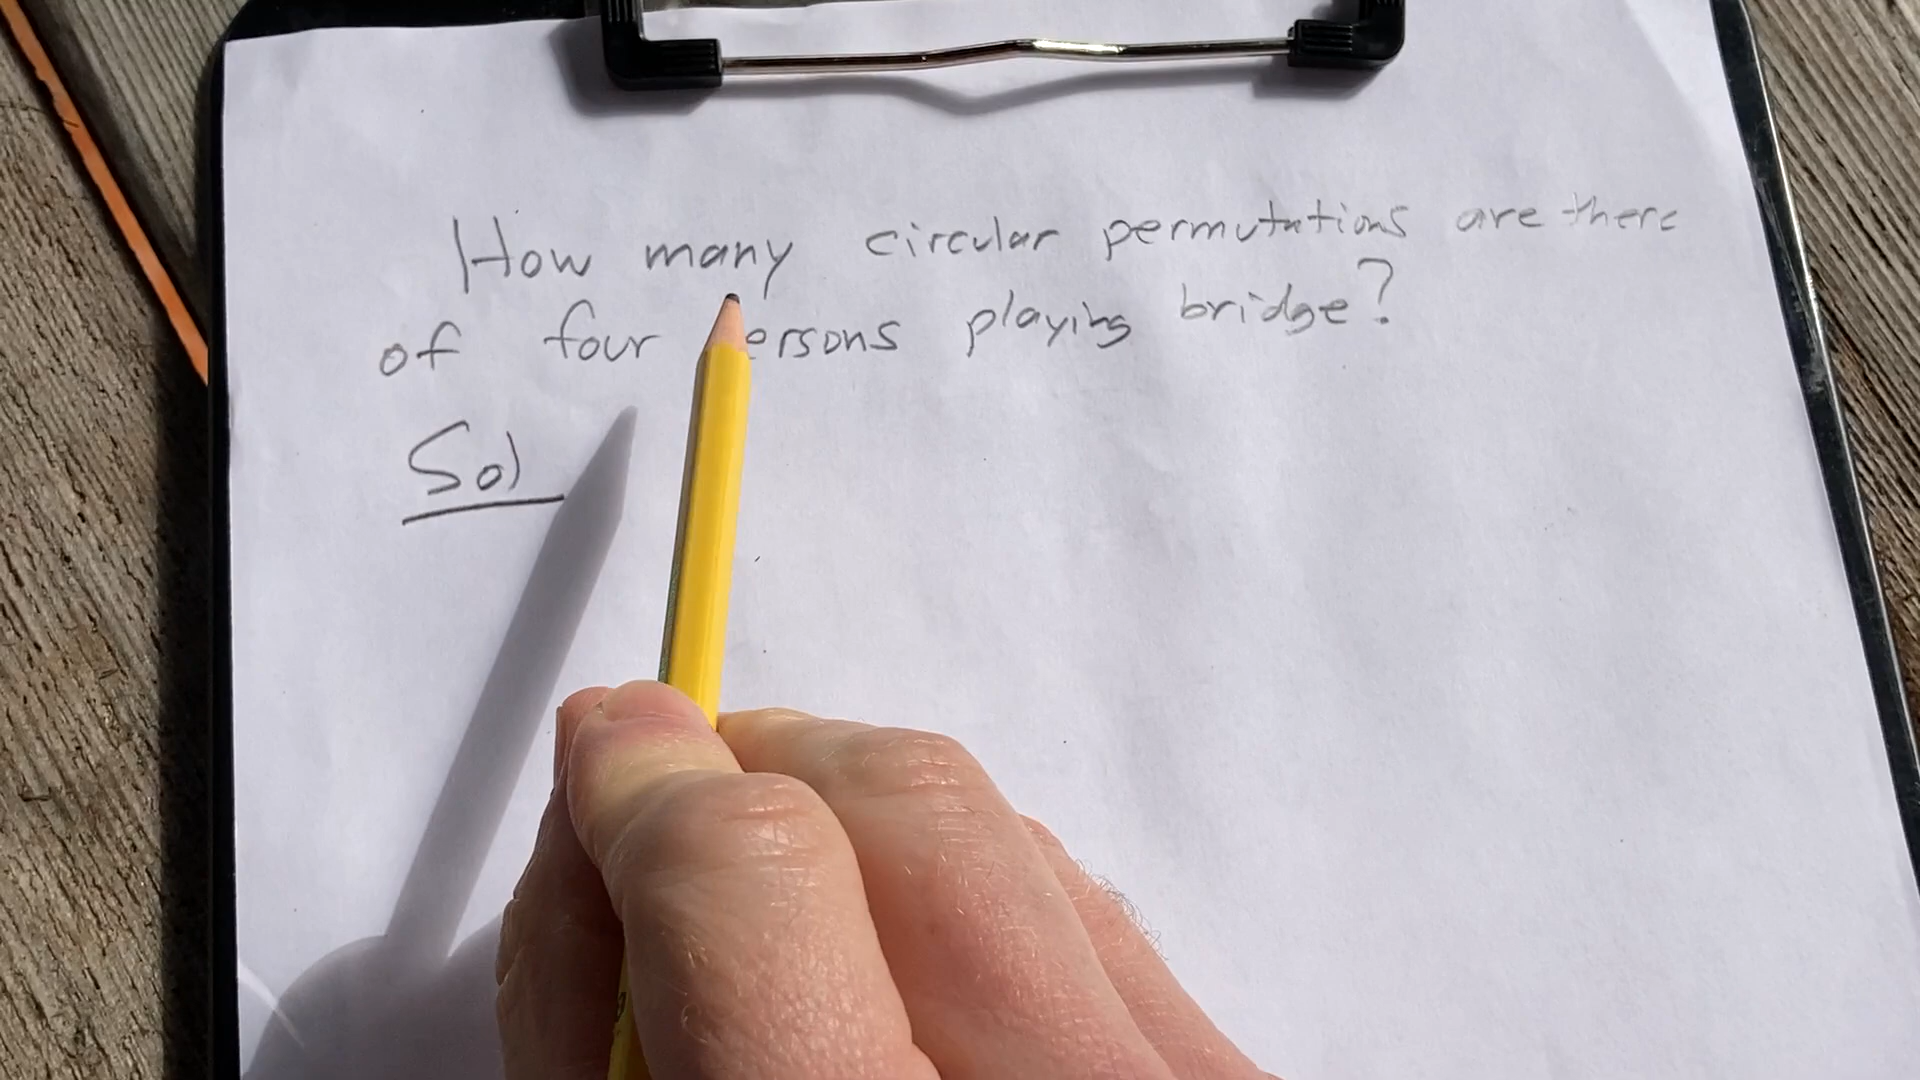 How many circular permutations are there
of four persons playing bridge?
Sol